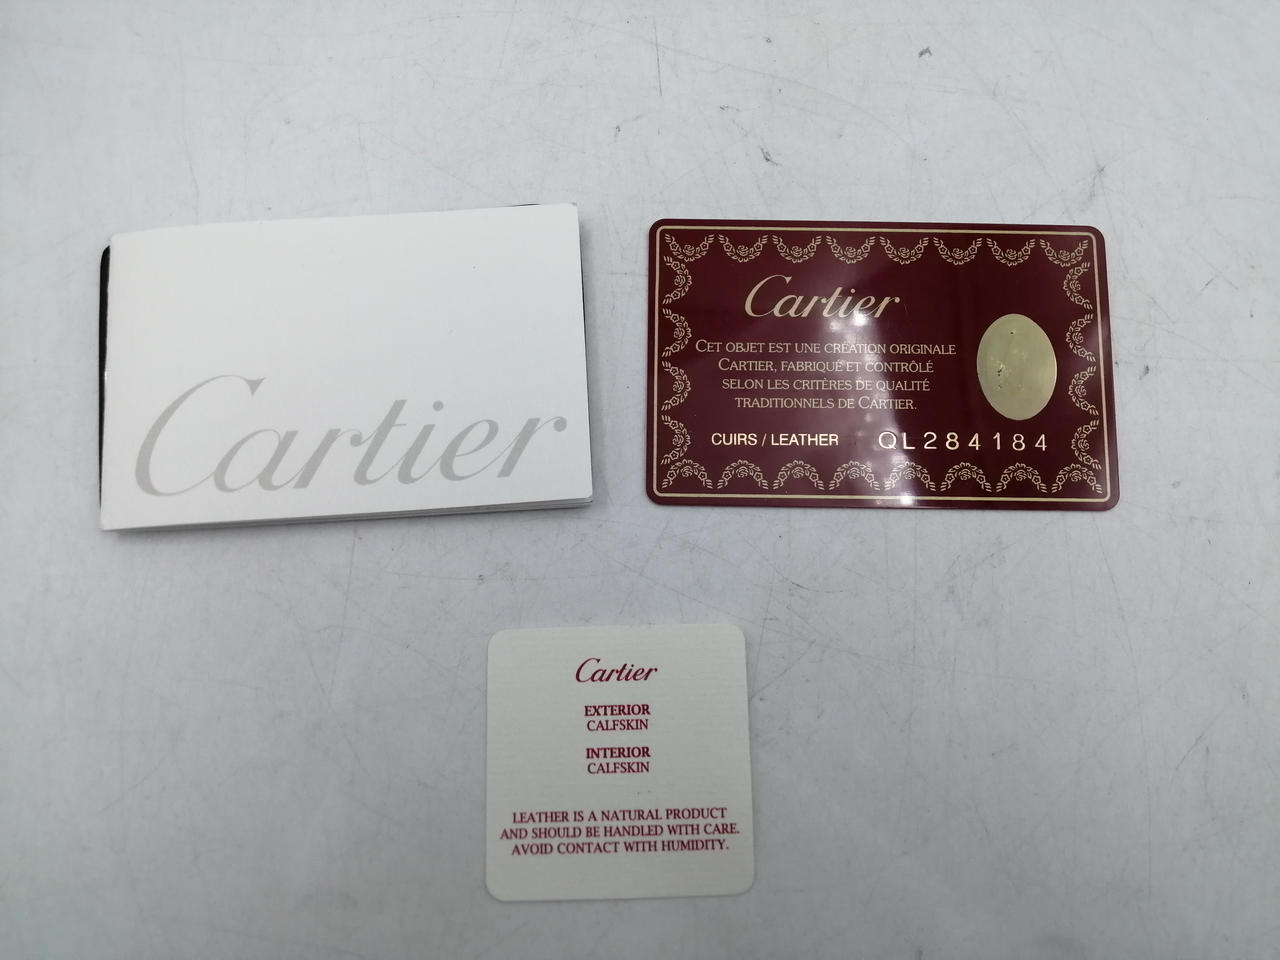 Cartier
Cartier
CET OBJET EST UNE CRÉATION ORIGINALE
CARTIER, FABRIQUÉ ET CONTRÔLÉ
SELON LES CRITÈRES DE QUALITÉ
TRADITIONNELS DE CARTIER.
CUIRS / LEATHER QL284184
Cartier
EXTERIOR
CALFSKIN
INTERIOR
CALFSKIN
LEATHER IS A NATURAL PRODUCT
AND SHOULD BE HANDLED WITH CARE.
AVOID CONTACT WITH HUMIDITY.